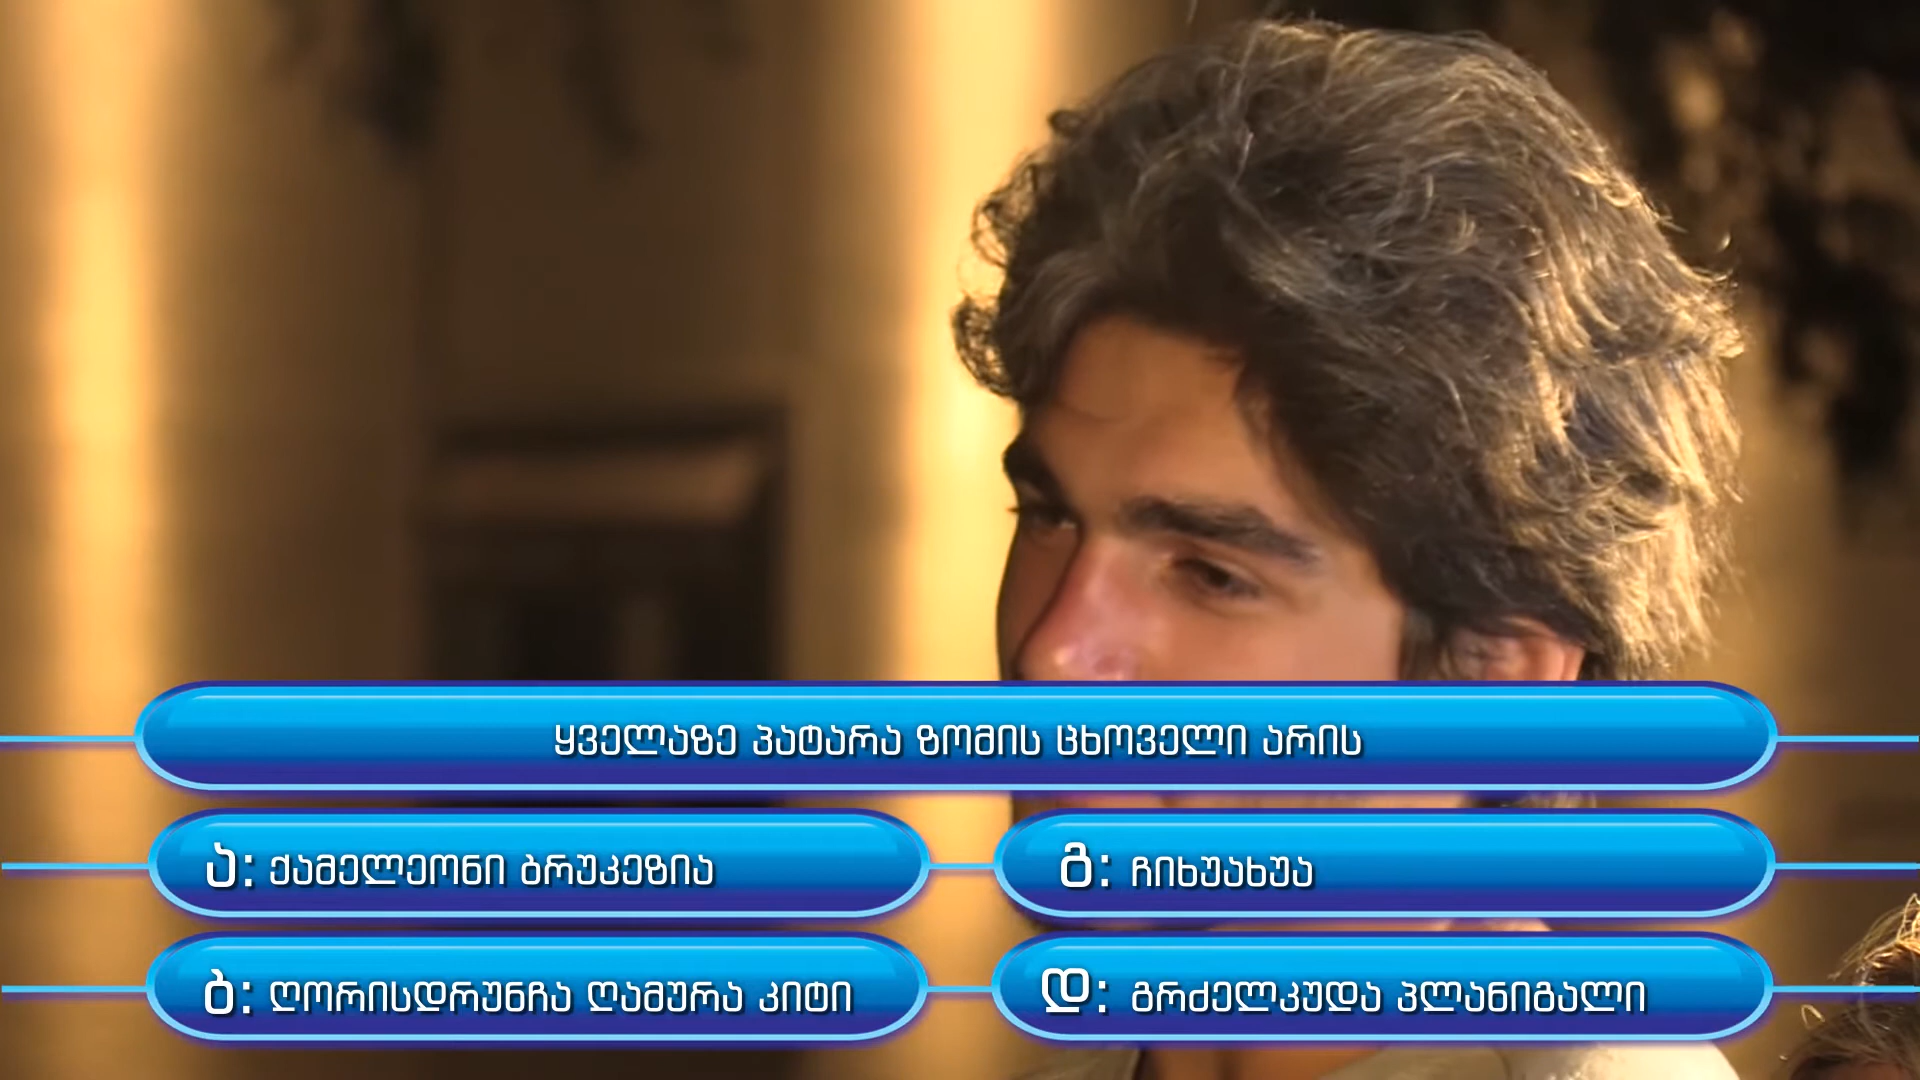 ყველაზე პატარა ზომის ცხოველი არის
ა: ქამელეონი ბრუკეზია
გ: ჩიხუახუა
ბ: ღორისდრუნჩა ღამურა კიტი
დ: გრძელკუდა პლანიგალი